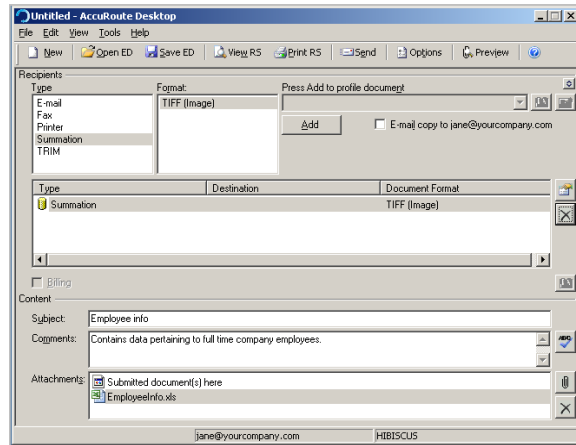 Untitled - AccuRoute Desktop
File Edit View Tools Help
New Open ED Save ED View RS Print RS Send Options Preview
Recipients
Type Format: Press Add to profile document
E-mail TIFF (Image)
Fax
Printer Add E-mail copy to jane@yourcompany.com
Summation
TRIM
Type Destination Document Format
Summation TIFF (Image)
Billing
Content
Subject: Employee info
Comments: Contains data pertaining to full time company employees.
Attachments: Submitted document(s) here
EmployeeInfo.xls
jane@yourcompany.com HIBISCUS